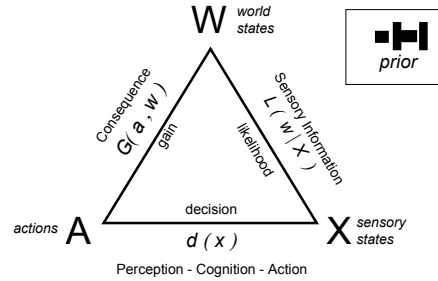 W world
states
prior
Consequence
G( a , w )
gain
Sensory Information
L ( w | X )
likelihood
decision
actions A
d ( x )
X sensory
states
Perception - Cognition - Action